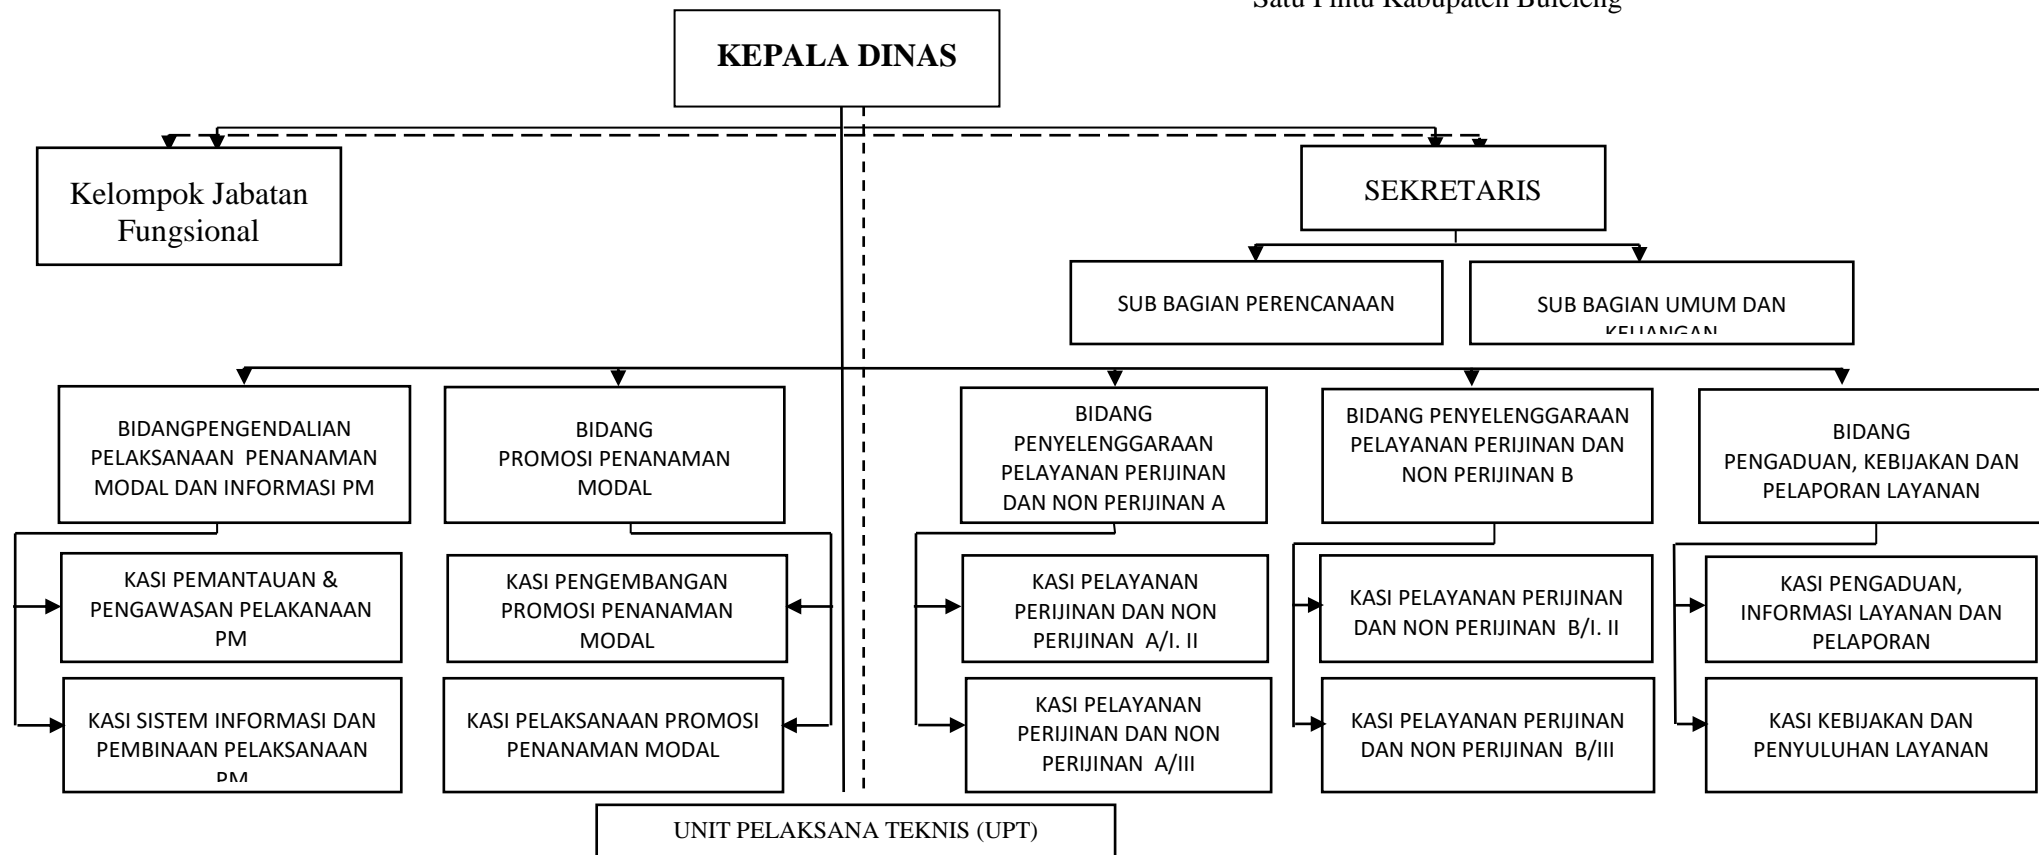 Satu Pintu Kabupaten Buleleng
KEPALA DINAS
Kelompok Jabatan
Fungsional
SEKRETARIS
SUB BAGIAN PERENCANAAN
SUB BAGIAN UMUM DAN
KEUANGAN
BIDANGPENGENDALIAN
PELAKSANAAN PENANAMAN
MODAL DAN INFORMASI PM
BIDANG
PROMOSI PENANAMAN
MODAL
BIDANG
PENYELENGGARAAN
PELAYANAN PERIJINAN
DAN NON PERIJINAN A
BIDANG PENYELENGGARAAN
PELAYANAN PERIJINAN DAN
NON PERIJINAN B
BIDANG
PENGADUAN, KEBIJAKAN DAN
PELAPORAN LAYANAN
KASI PEMANTAUAN &
PENGAWASAN PELAKANAAN
PM
KASI PENGEMBANGAN
PROMOSI PENANAMAN
MODAL
KASI PELAYANAN
PERIJINAN DAN NON
PERIJINAN A/I. II
KASI PELAYANAN PERIJINAN
DAN NON PERIJINAN B/I. II
KASI PENGADUAN,
INFORMASI LAYANAN DAN
PELAPORAN
KASI SISTEM INFORMASI DAN
PEMBINAAN PELAKSANAAN
PM
KASI PELAKSANAAN PROMOSI
PENANAMAN MODAL
KASI PELAYANAN
PERIJINAN DAN NON
PERIJINAN A/III
KASI PELAYANAN PERIJINAN
DAN NON PERIJINAN B/III
KASI KEBIJAKAN DAN
PENYULUHAN LAYANAN
UNIT PELAKSANA TEKNIS (UPT)